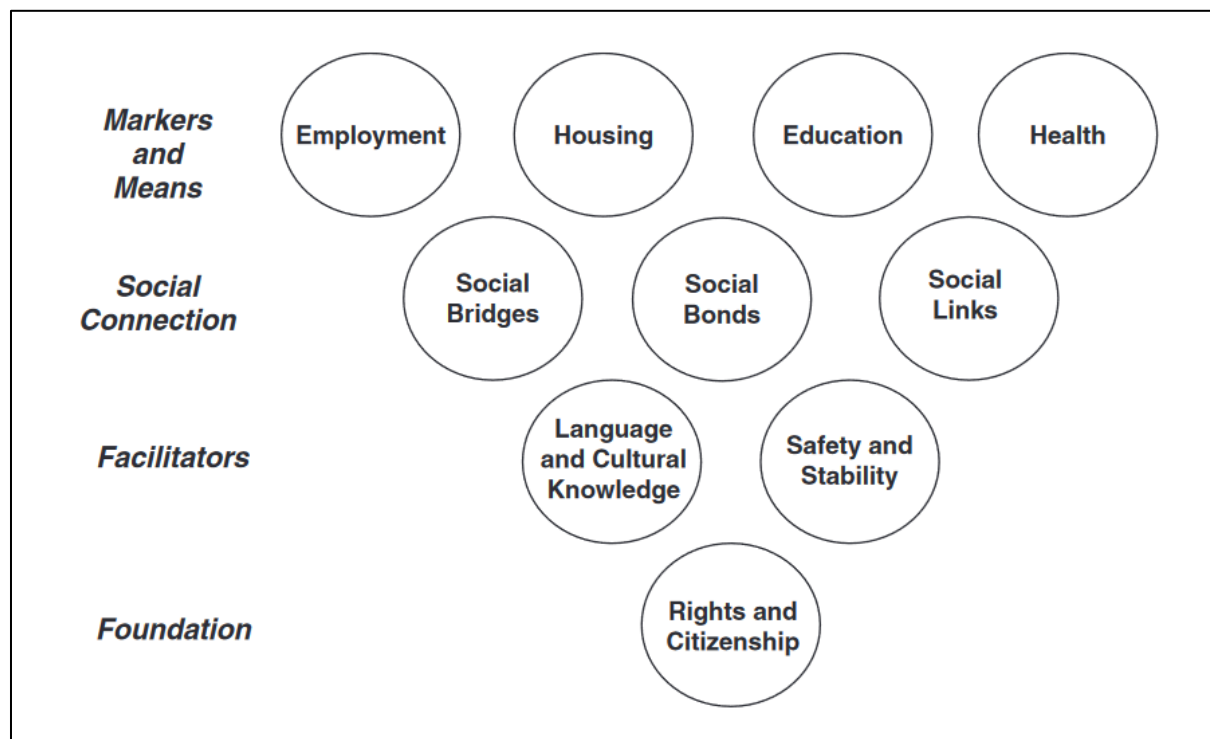 Markers
and
Means
Employment
Housing
Education
Health
Social
Connection
Social
Bridges
Social
Bonds
Social
Links
Facilitators
Language
and Cultural
Knowledge
Safety and
Stability
Foundation
Rights and
Citizenship